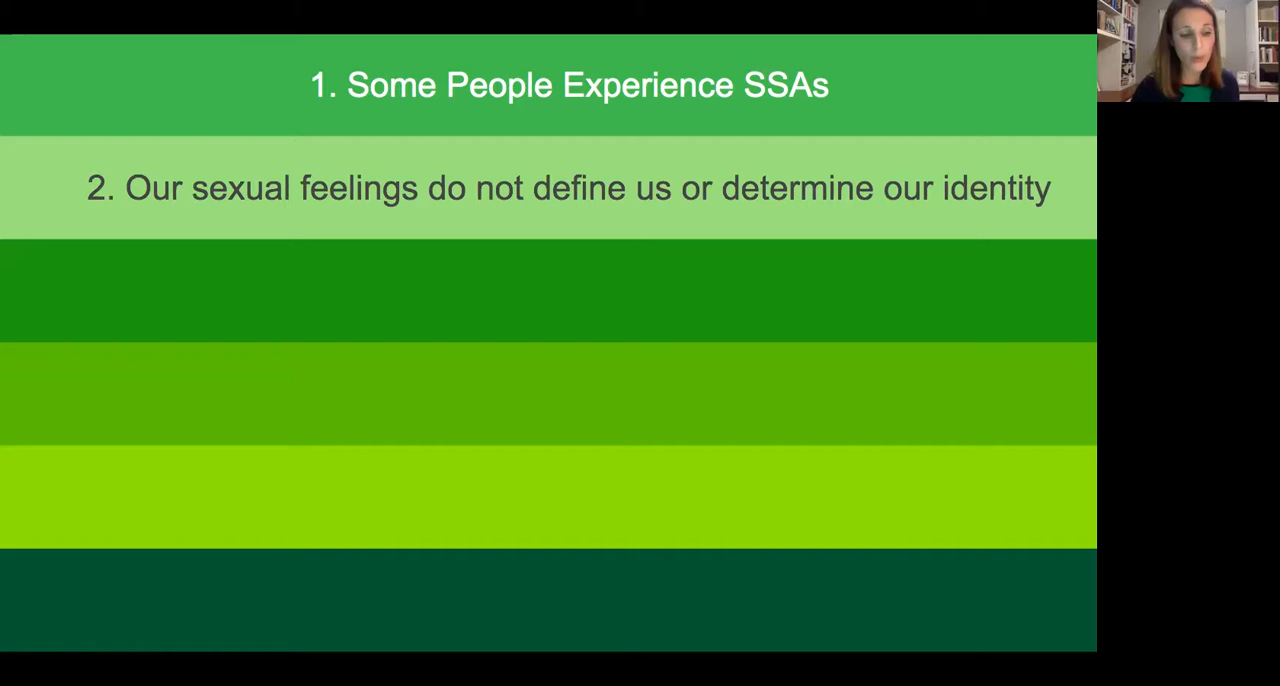 1. Some People Experience SSAs
2. Our sexual feelings do not define us or determine our identity